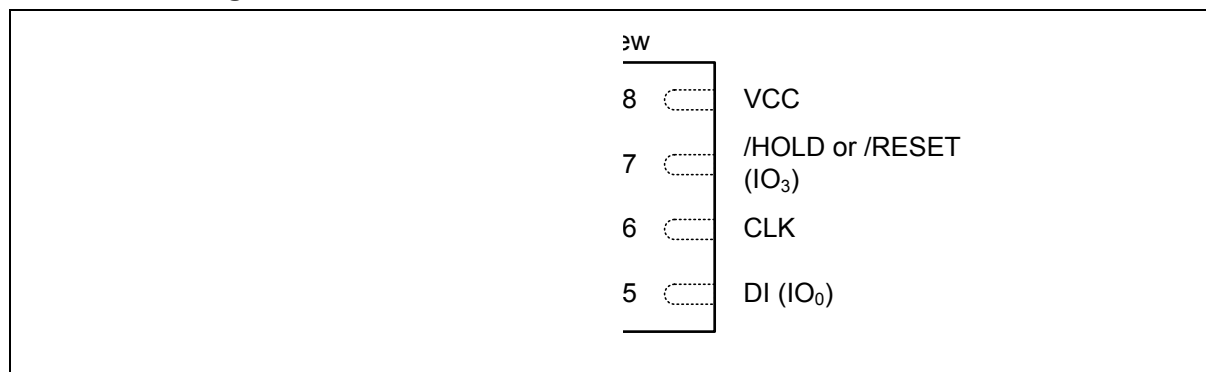 8 VCC
7 /HOLD or /RESET
(IO₃)
6 CLK
5 DI (IO₀)